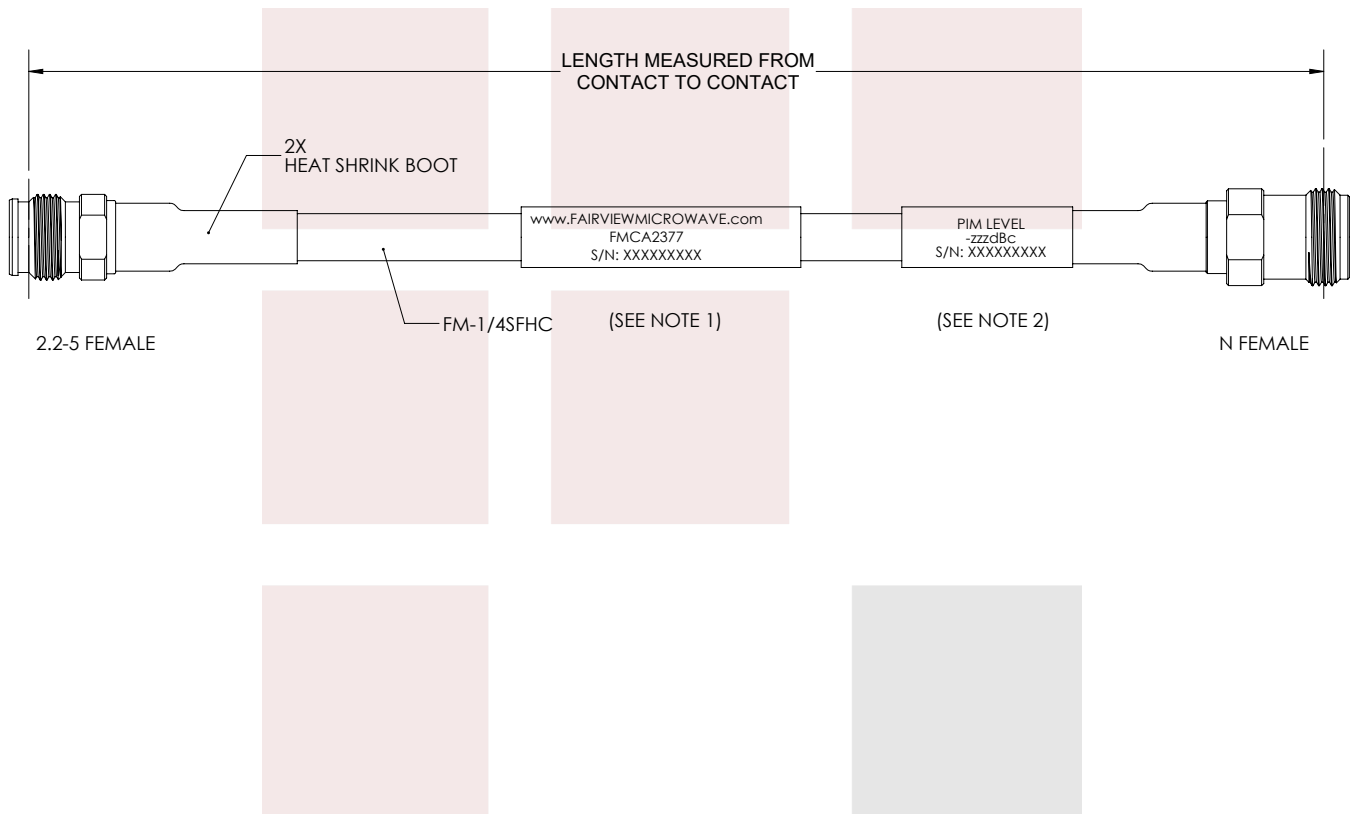 LENGTH MEASURED FROM
CONTACT TO CONTACT
2X
HEAT SHRINK BOOT
www.FAIRVIEWMICROWAVE.com
FMCA2377
S/N: XXXXXXXXX
PIM LEVEL
-zzzdBc
S/N: XXXXXXXXX
FM-1/4SFHC
(SEE NOTE 1)
(SEE NOTE 2)
2.2-5 FEMALE
N FEMALE